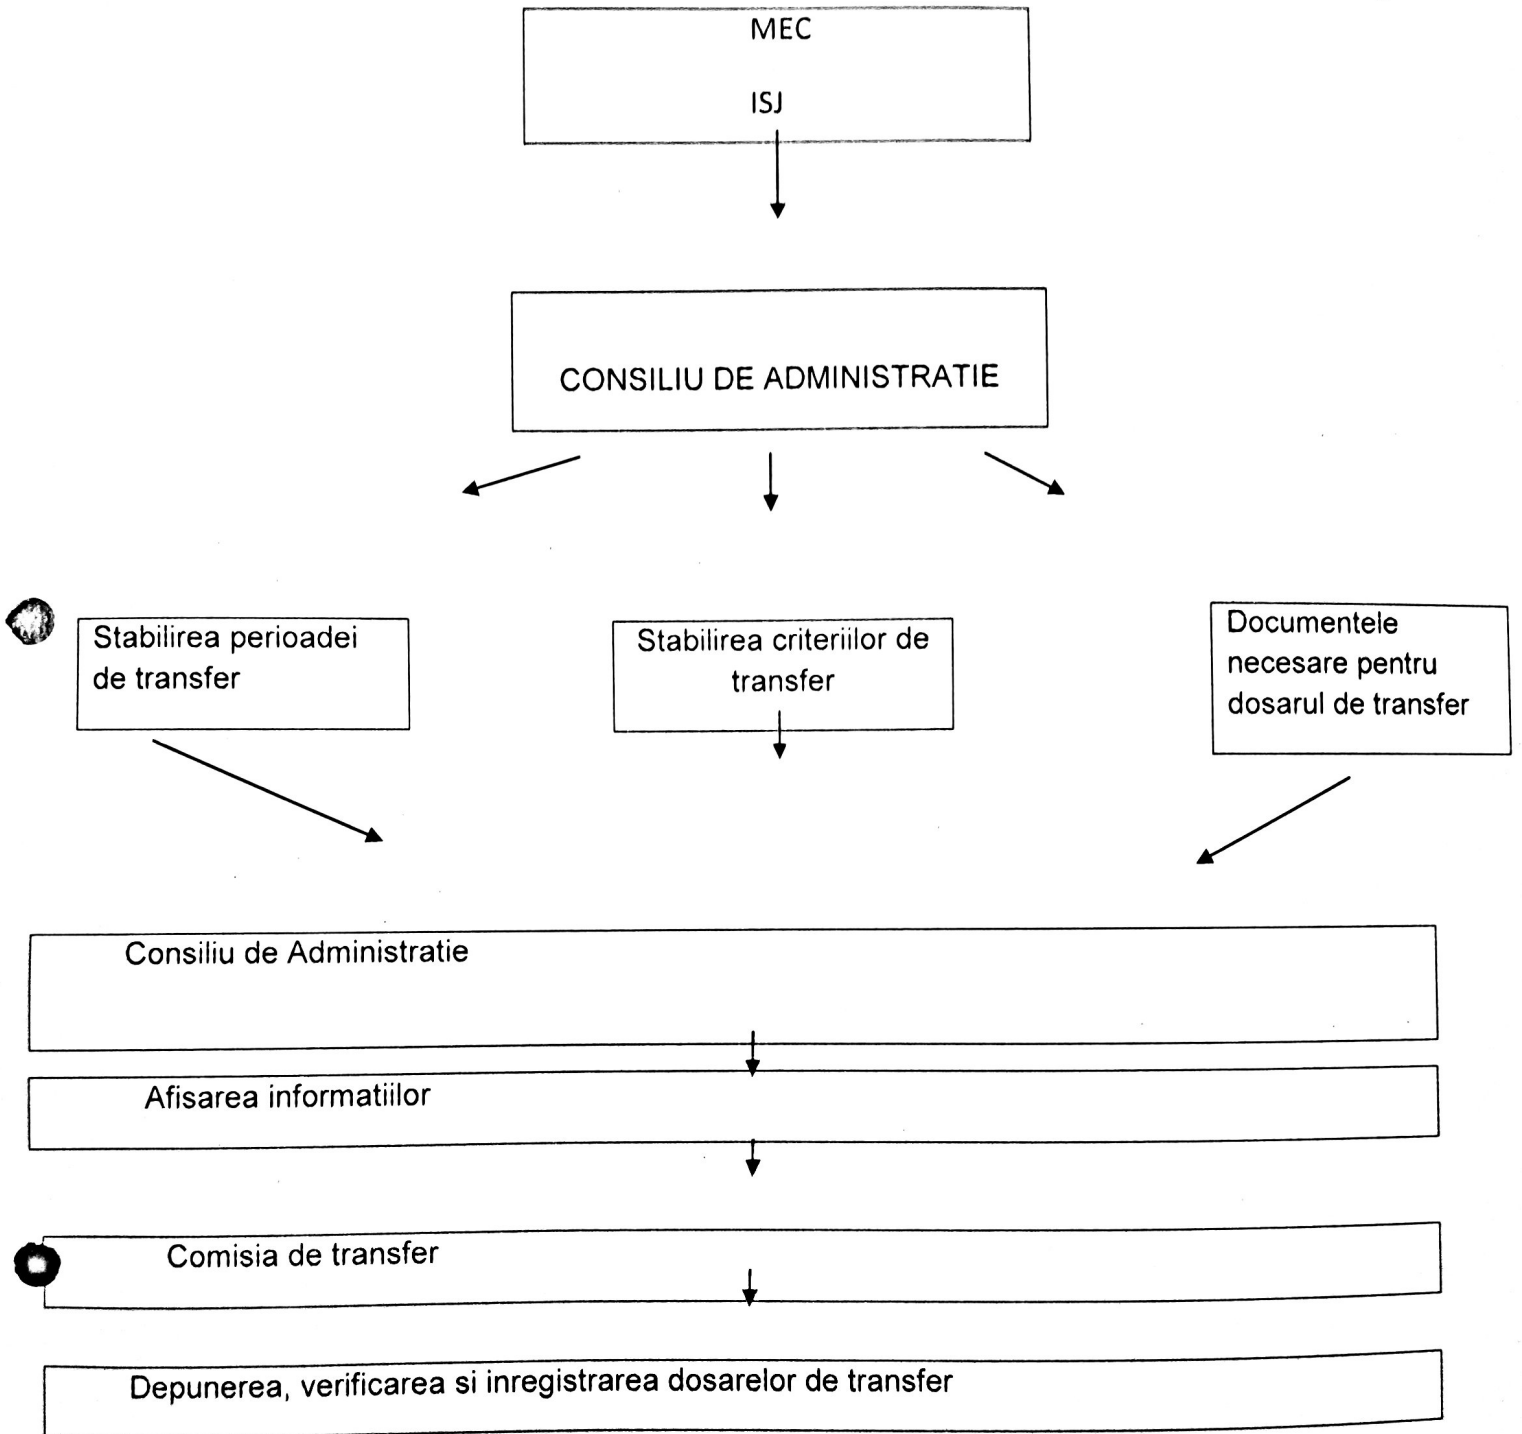 MEC
ISJ
CONSILIU DE ADMINISTRATIE
Stabilirea perioadei
de transfer
Stabilirea criteriilor de
transfer
Documentele
necesare pentru
dosarul de transfer
Consiliu de Administratie
Afisarea informatiilor
Comisia de transfer
Depunerea, verificarea si inregistrarea dosarelor de transfer